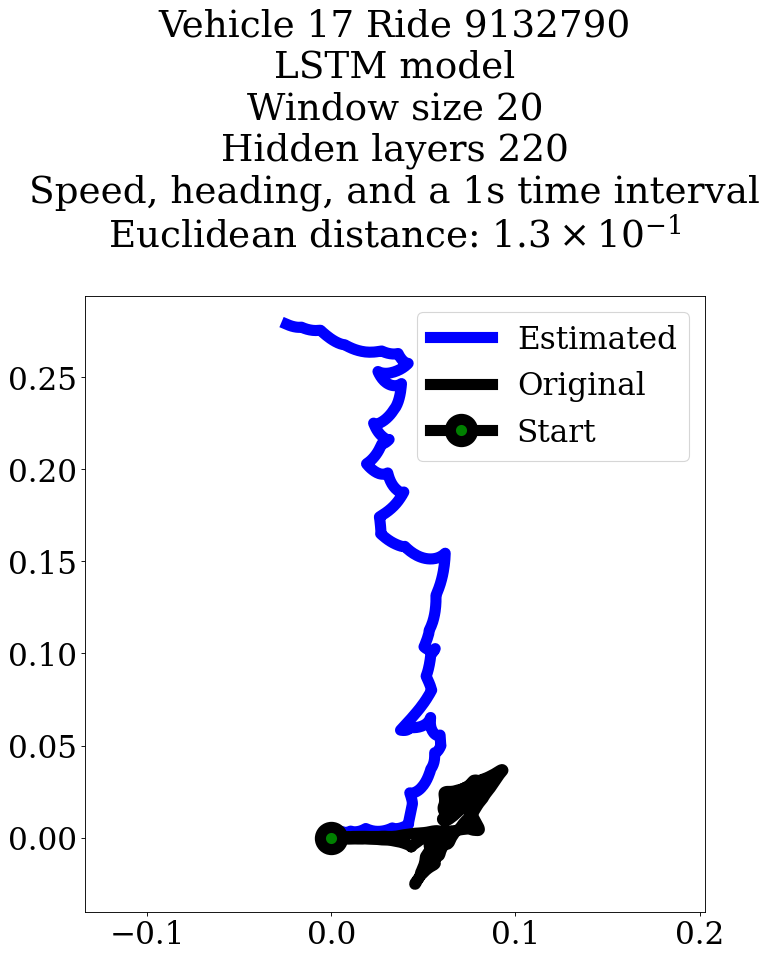 Vehicle 17 Ride 9132790
LSTM model
Window size 20
Hidden layers 220
Speed, heading, and a 1s time interval
Euclidean distance: 1.3 × 10⁻¹
Estimated
Original
Start
0.25
0.20
0.15
0.10
0.05
0.00
−0.1
0.0
0.1
0.2